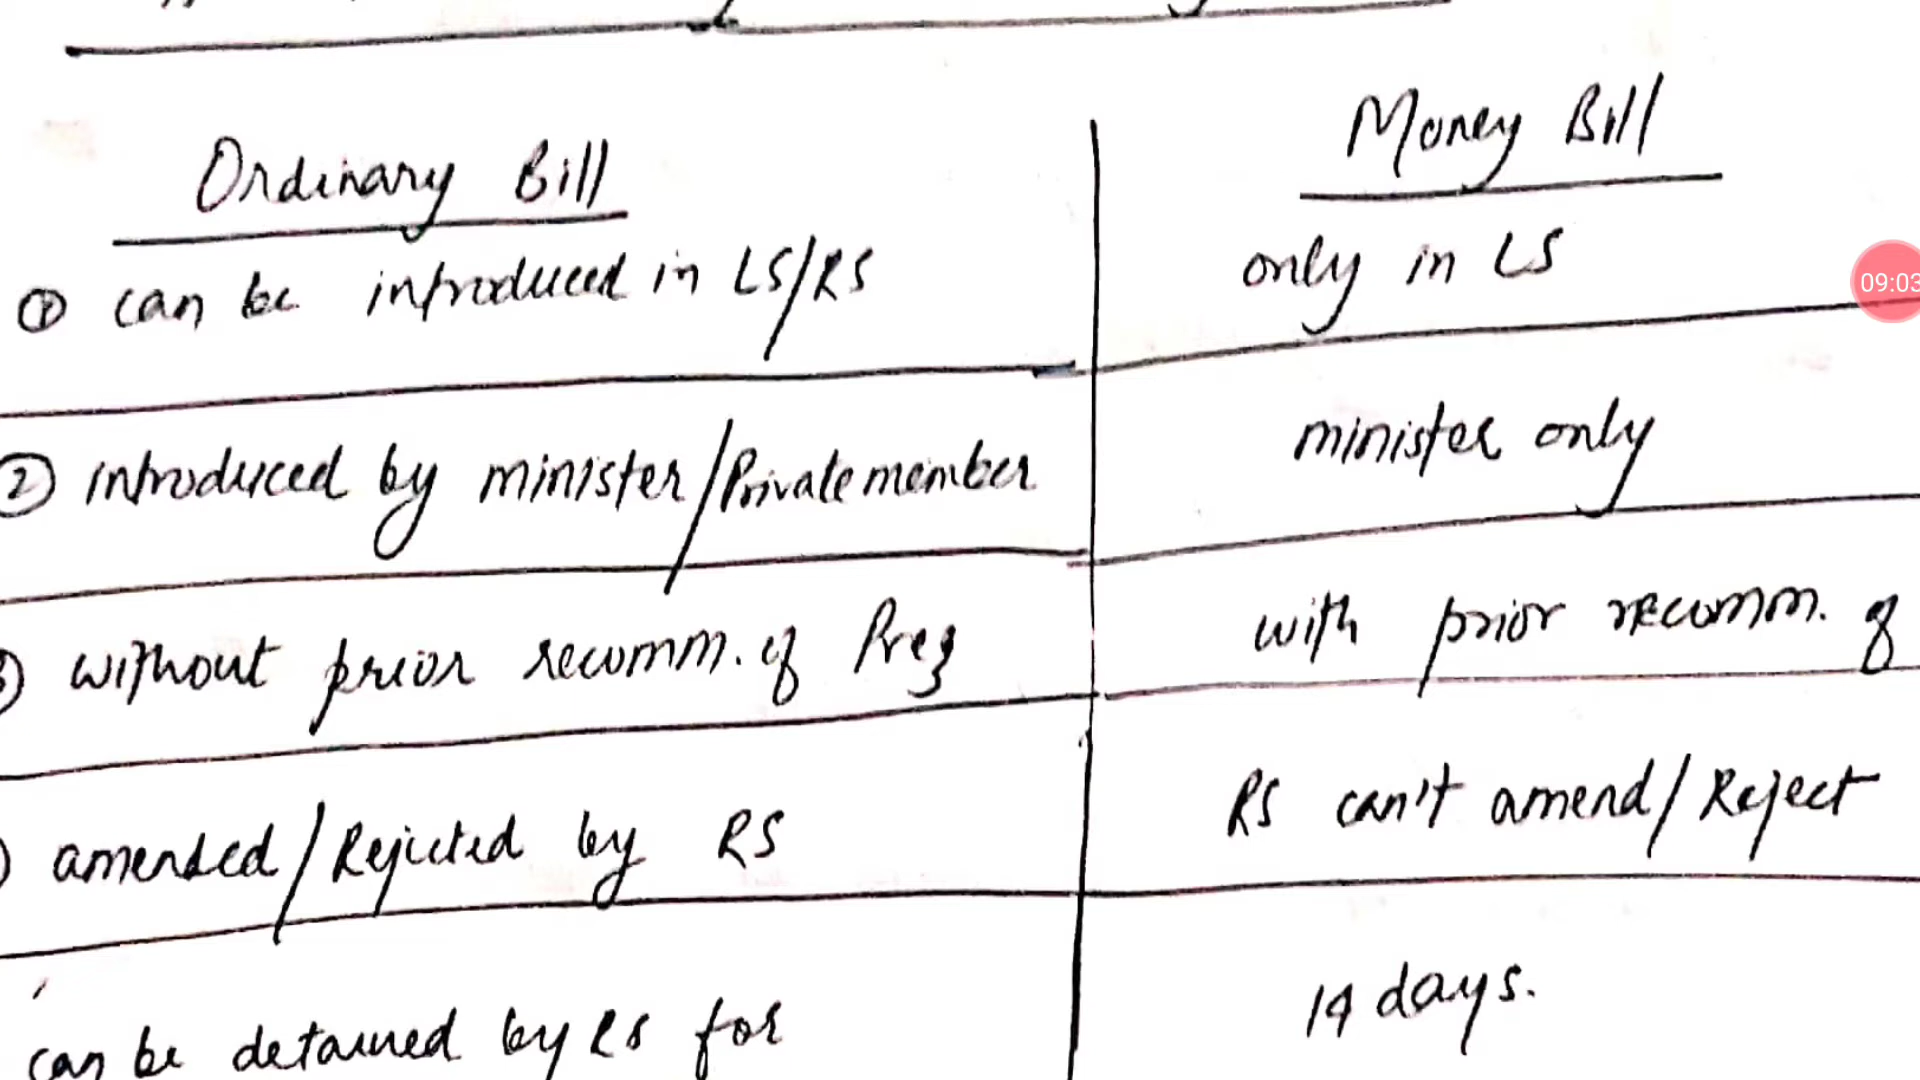 Ordinary Bill
Money Bill
① can be introduced in LS/RS
only in LS
09:03
② introduced by minister/Private member
minister only
without prior recomm. of Prez
with prior recomm. of
amended/Rejected by RS
RS can't amend/Reject
can be detained by RS for
14 days.